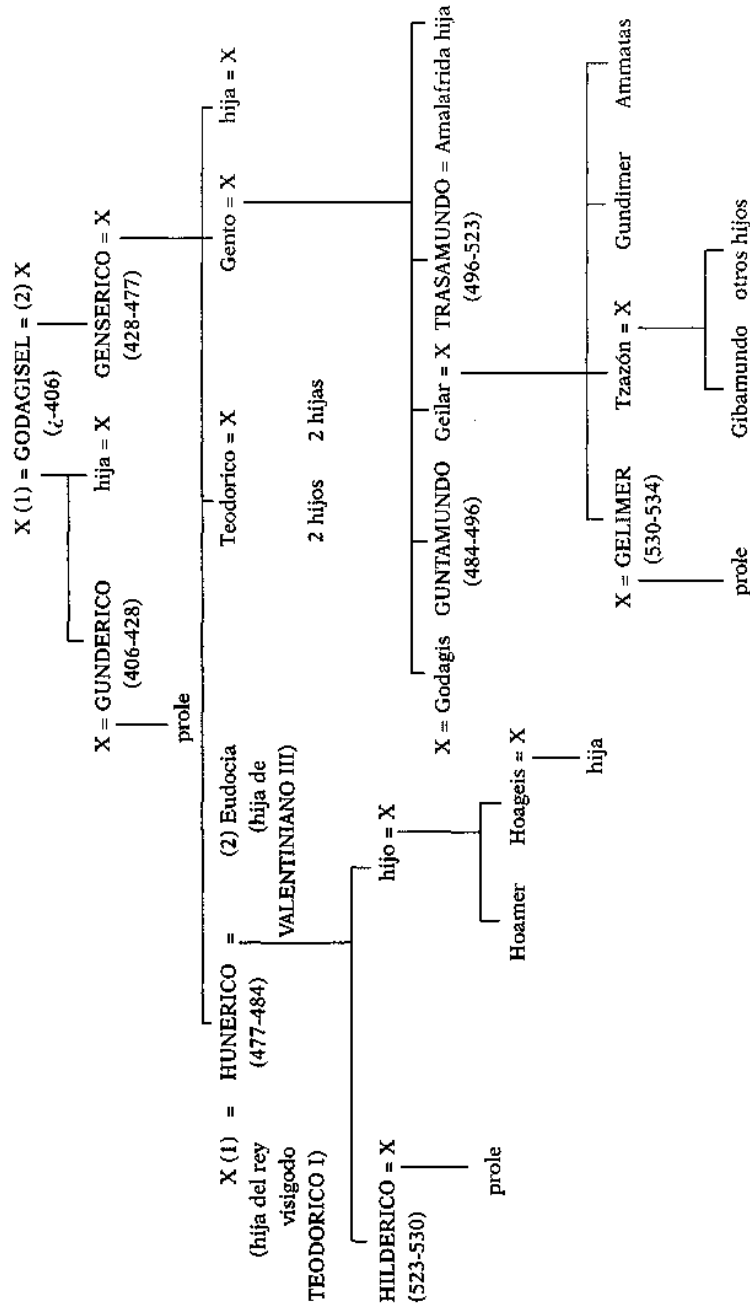 X (1) = GODAGISEL = (2) X
(¿-406)
X = GUNDERICO
(406-428)
hija = X
GENSERICO = X
(428-477)
prole
X (1) = HUNERICO = (2) Eudocia
(hija del rey
visigodo
TEODORICO I)
(477-484)
(hija de
VALENTINIANO III)
Teodorico = X
2 hijos 2 hijas
Gento = X
hija = X
HILDERICO = X
(523-530)
prole
hijo = X
Hoamer Hoageis = X
hija
X = Godagis GUNTAMUNDO Geilar = X TRASAMUNDO = Amalafrida hija
(484-496) (496-523)
X = GELIMER Tzazón = X Gundimer Ammatas
(530-534)
prole
Gibamundo otros hijos